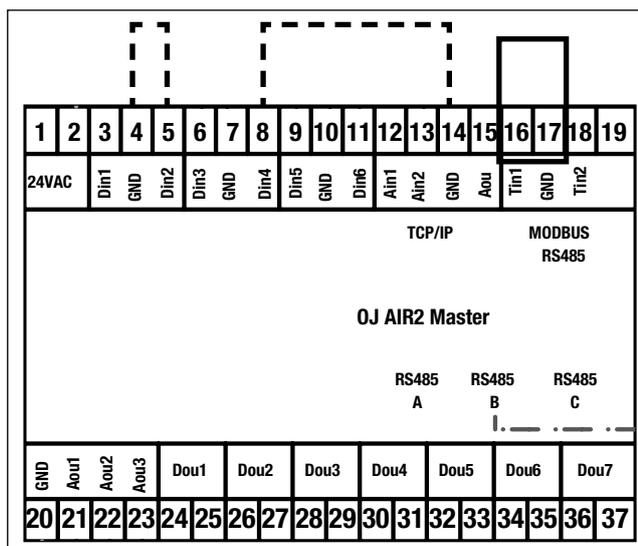 1 2 3 4 5 6 7 8 9 10 11 12 13 14 15 16 17 18 19
24VAC Din1 GND Din2 Din3 GND Din4 Din5 GND Din6 Ain1 Ain2 GND Aou Tin1 GND Tin2
TCP/IP MODBUS
RS485
OJ AIR2 Master
RS485 RS485 RS485
A B C
GND Aou1 Aou2 Aou3 Dou1 Dou2 Dou3 Dou4 Dou5 Dou6 Dou7
20 21 22 23 24 25 26 27 28 29 30 31 32 33 34 35 36 37